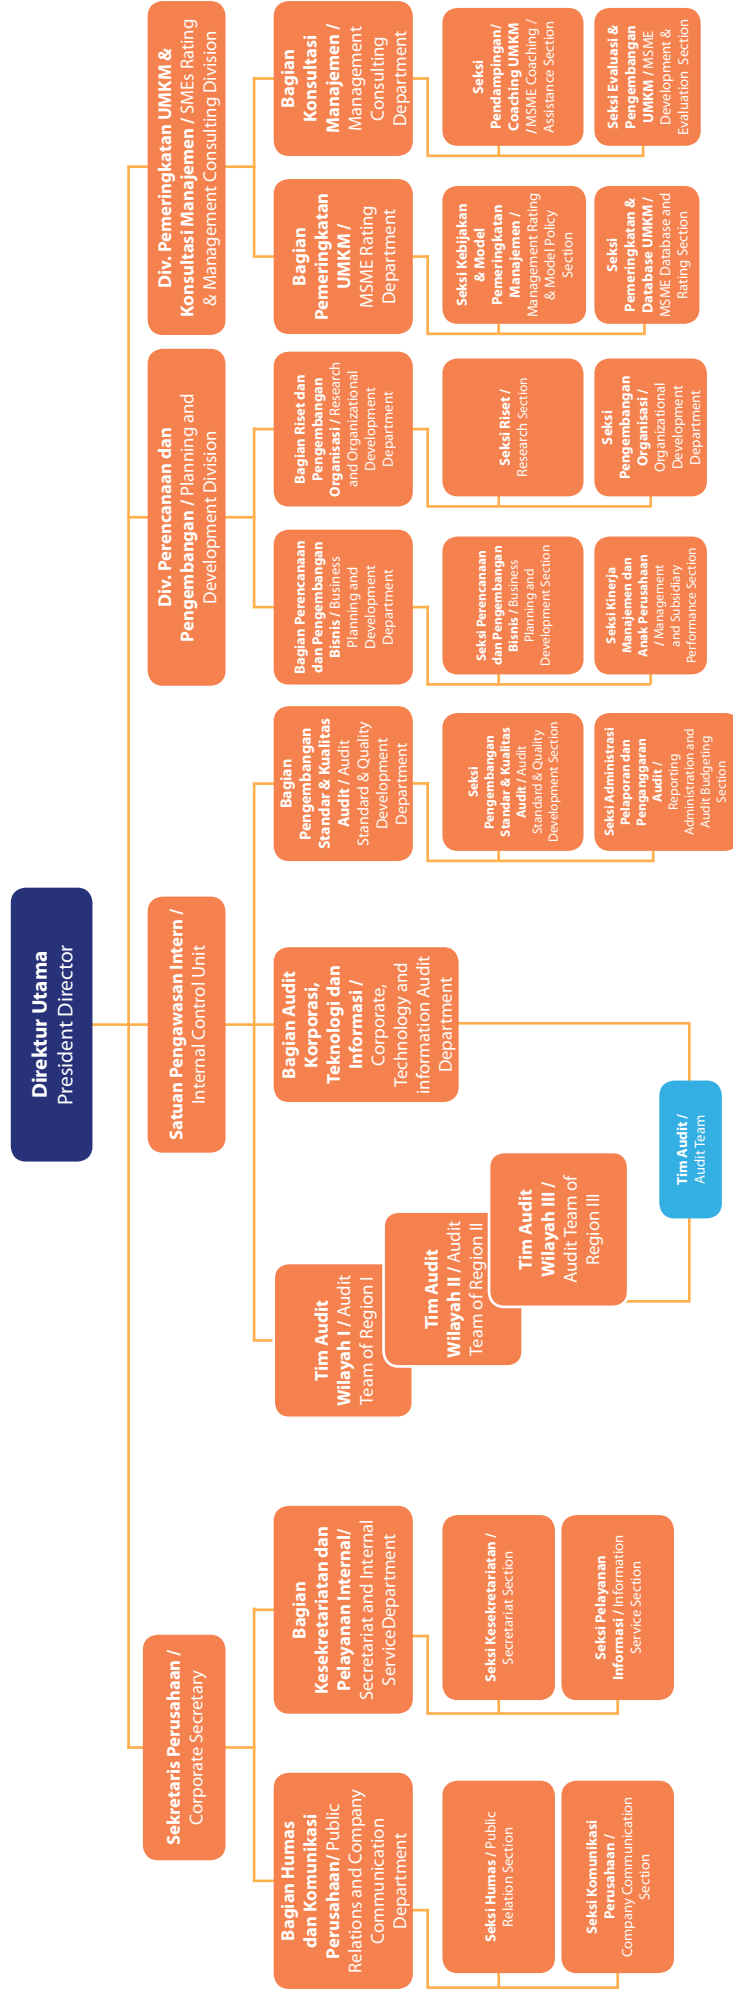 Direktur Utama
President Director
Sekretaris Perusahaan /
Corporate Secretary
Satuan Pengawasan Intern /
Internal Control Unit
Div. Perencanaan dan
Pengembangan / Planning and
Development Division
Div. Pemeringkatan UMKM &
Konsultasi Manajemen / SMEs Rating
& Management Consulting Division
Bagian Humas
dan Komunikasi
Perusahaan/ Public
Relations and Company
Communication
Department
Bagian
Kesekretariatan dan
Pelayanan Internal/
Secretariat and Internal
ServiceDepartment
Tim Audit
Wilayah I / Audit
Team of Region I
Tim Audit
Wilayah II / Audit
Team of Region II
Tim Audit
Wilayah III /
Audit Team of
Region III
Bagian Audit
Korporasi,
Teknologi dan
Informasi /
Corporate,
Technology and
information Audit
Department
Bagian
Pengembangan
Standar & Kualitas
Audit / Audit
Standard & Quality
Development
Department
Bagian Perencanaan
dan Pengembangan
Bisnis / Business
Planning and
Development
Department
Bagian Riset dan
Pengembangan
Organisasi / Research
and Organizational
Development
Department
Bagian
Pemeringkatan
UMKM /
MSME Rating
Department
Bagian
Konsultasi
Manajemen /
Management
Consulting
Department
Seksi Humas / Public
Relation Section
Seksi Komunikasi
Perusahaan /
Company Communication
Section
Seksi Kesekretariatan /
Secretariat Section
Seksi Pelayanan
Informasi / Information
Service Section
Tim Audit /
Audit Team
Seksi
Pengembangan
Standar & Kualitas
Audit / Audit
Standard & Quality
Development Section
Seksi Administrasi
Pelaporan dan
Penganggaran
Audit /
Reporting
Administration and
Audit Budgeting
Section
Seksi Perencanaan
dan Pengembangan
Bisnis / Business
Planning and
Development Section
Seksi Kinerja
Manajemen dan
Anak Perusahaan
/ Management
and Subsidiary
Performance Section
Seksi Riset /
Research Section
Seksi
Pengembangan
Organisasi /
Organizational
Development
Department
Seksi Kebijakan
& Model
Pemeringkatan
Manajemen /
Management Rating
& Model Policy
Section
Seksi
Pemeringkatan &
Database UMKM /
MSME Database and
Rating Section
Seksi
Pendampingan/
Coaching UMKM
/ MSME Coaching /
Assistance Section
Seksi Evaluasi &
Pengembangan
UMKM / MSME
Development &
Evaluation Section